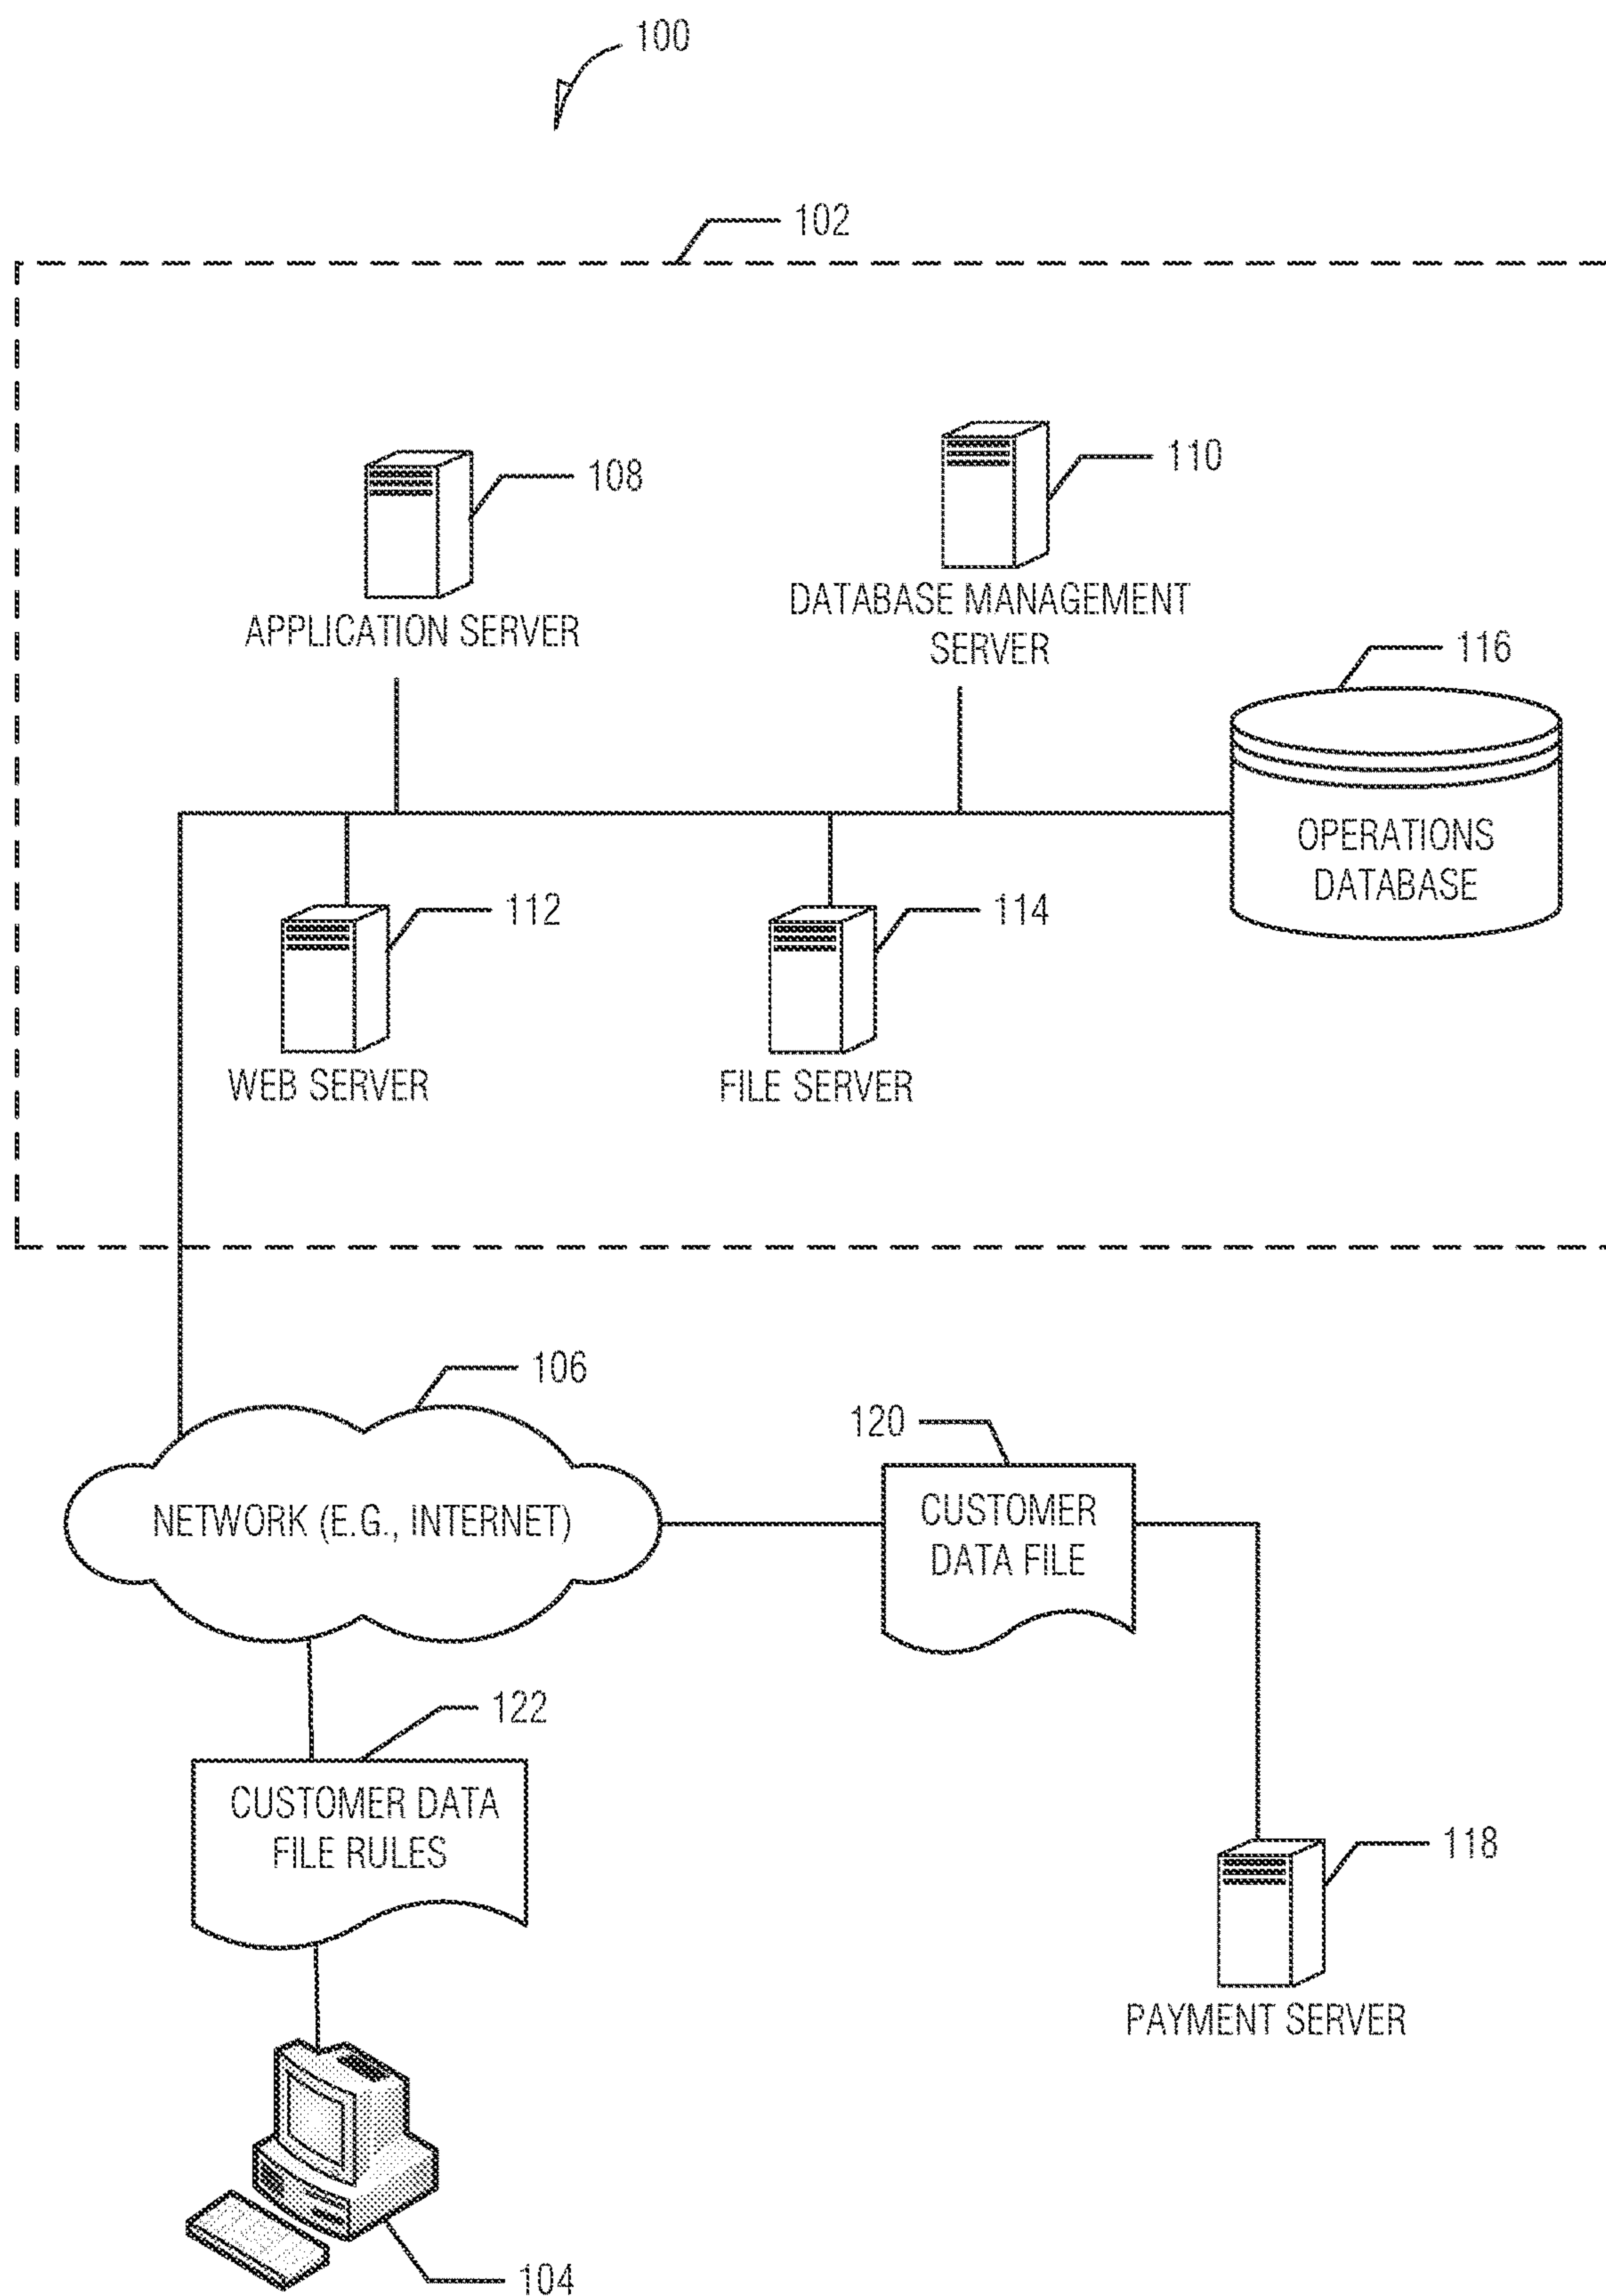 100
102
108
110
APPLICATION SERVER
DATABASE MANAGEMENT
SERVER
116
OPERATIONS
DATABASE
112
114
WEB SERVER
FILE SERVER
106
120
NETWORK (E.G., INTERNET)
CUSTOMER
DATA FILE
122
CUSTOMER DATA
FILE RULES
118
PAYMENT SERVER
104